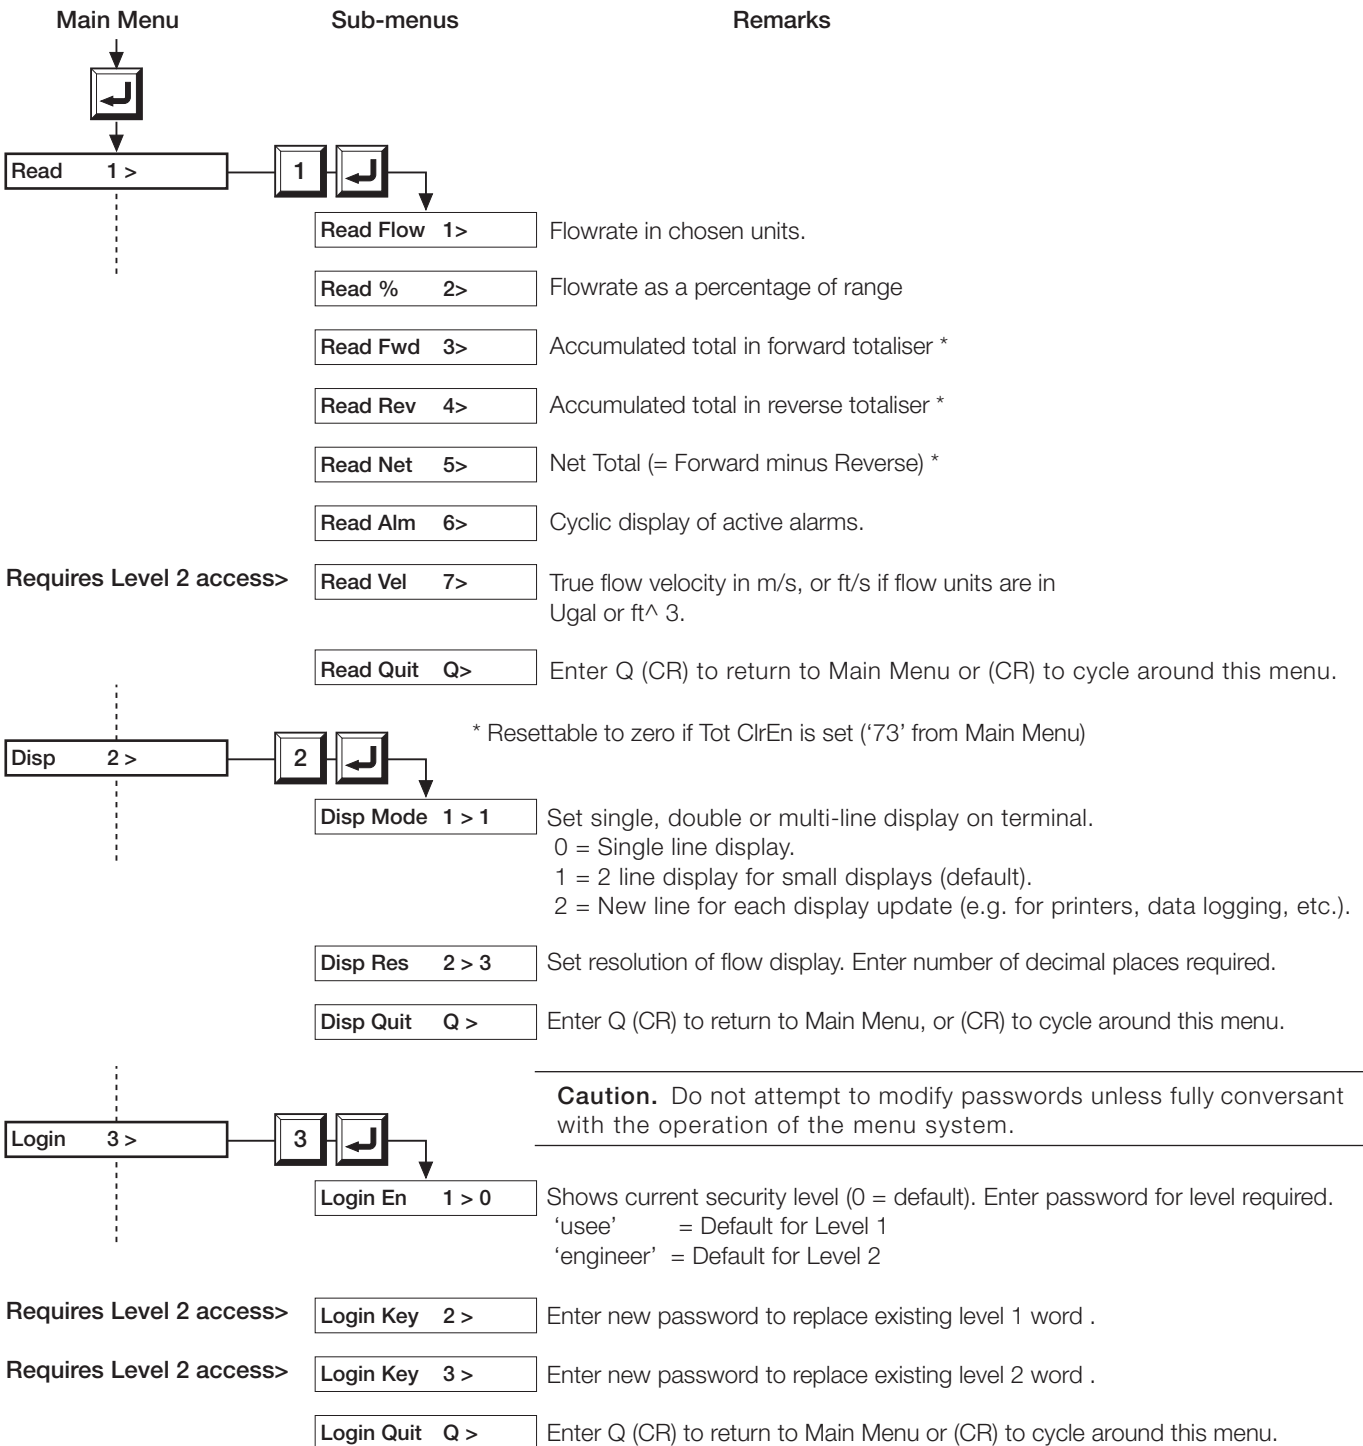 Main Menu Sub-menus Remarks
Read 1 > 1
Read Flow 1> Flowrate in chosen units.
Read % 2> Flowrate as a percentage of range
Read Fwd 3> Accumulated total in forward totaliser *
Read Rev 4> Accumulated total in reverse totaliser *
Read Net 5> Net Total (= Forward minus Reverse) *
Read Alm 6> Cyclic display of active alarms.
Requires Level 2 access> Read Vel 7> True flow velocity in m/s, or ft/s if flow units are in
Ugal or ft^ 3.
Read Quit Q> Enter Q (CR) to return to Main Menu or (CR) to cycle around this menu.
* Resettable to zero if Tot ClrEn is set (‘73’ from Main Menu)
Disp 2 > 2
Disp Mode 1 > 1 Set single, double or multi-line display on terminal.
0 = Single line display.
1 = 2 line display for small displays (default).
2 = New line for each display update (e.g. for printers, data logging, etc.).
Disp Res 2 > 3 Set resolution of flow display. Enter number of decimal places required.
Disp Quit Q > Enter Q (CR) to return to Main Menu, or (CR) to cycle around this menu.
Caution. Do not attempt to modify passwords unless fully conversant
with the operation of the menu system.
Login 3 > 3
Login En 1 > 0 Shows current security level (0 = default). Enter password for level required.
‘usee’ = Default for Level 1
‘engineer’ = Default for Level 2
Requires Level 2 access> Login Key 2 > Enter new password to replace existing level 1 word .
Requires Level 2 access> Login Key 3 > Enter new password to replace existing level 2 word .
Login Quit Q > Enter Q (CR) to return to Main Menu or (CR) to cycle around this menu.